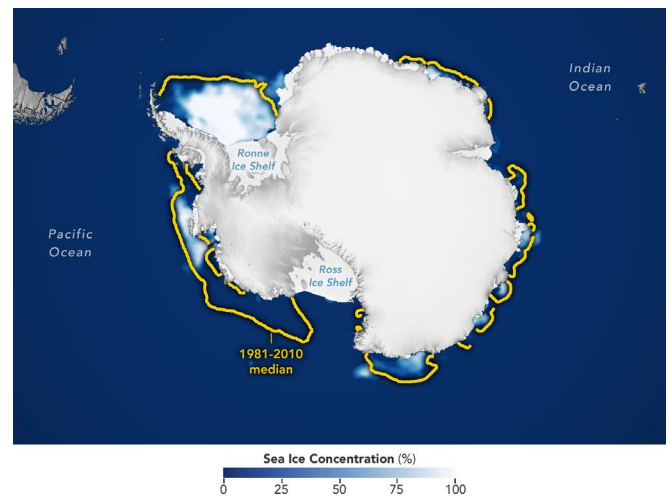 Indian
Ocean
Ronne
Ice Shelf
Pacific
Ocean
Ross
Ice Shelf
1981-2010
median
Sea Ice Concentration (%)
0 25 50 75 100